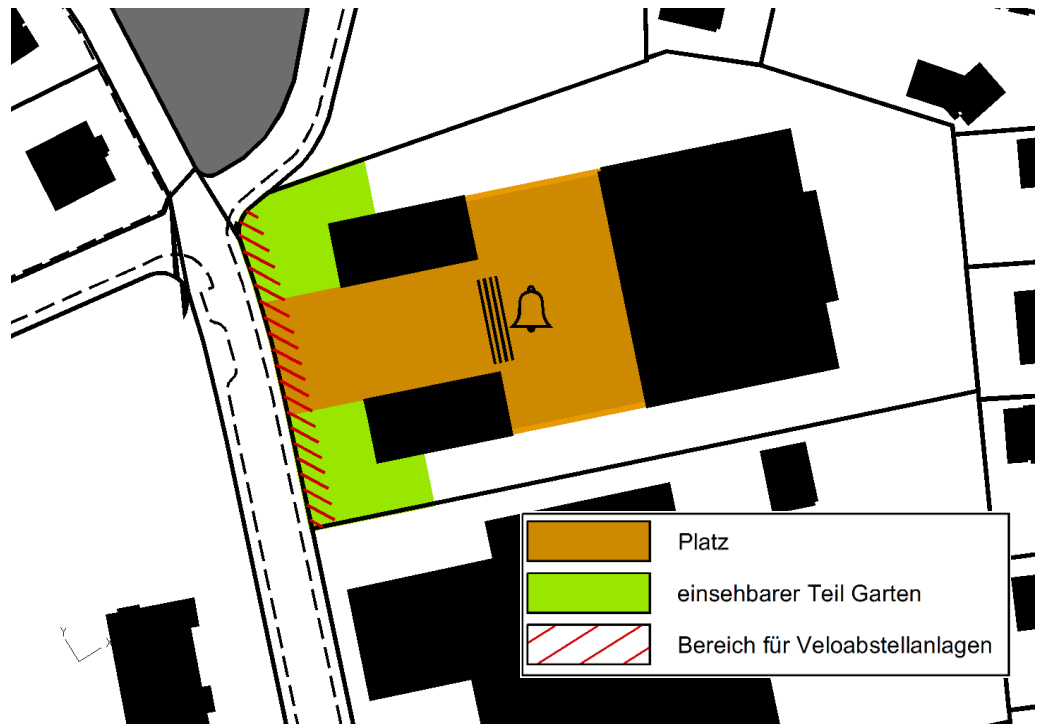 Platz
einsehbarer Teil Garten
Bereich für Veloabstellanlagen
Y
X